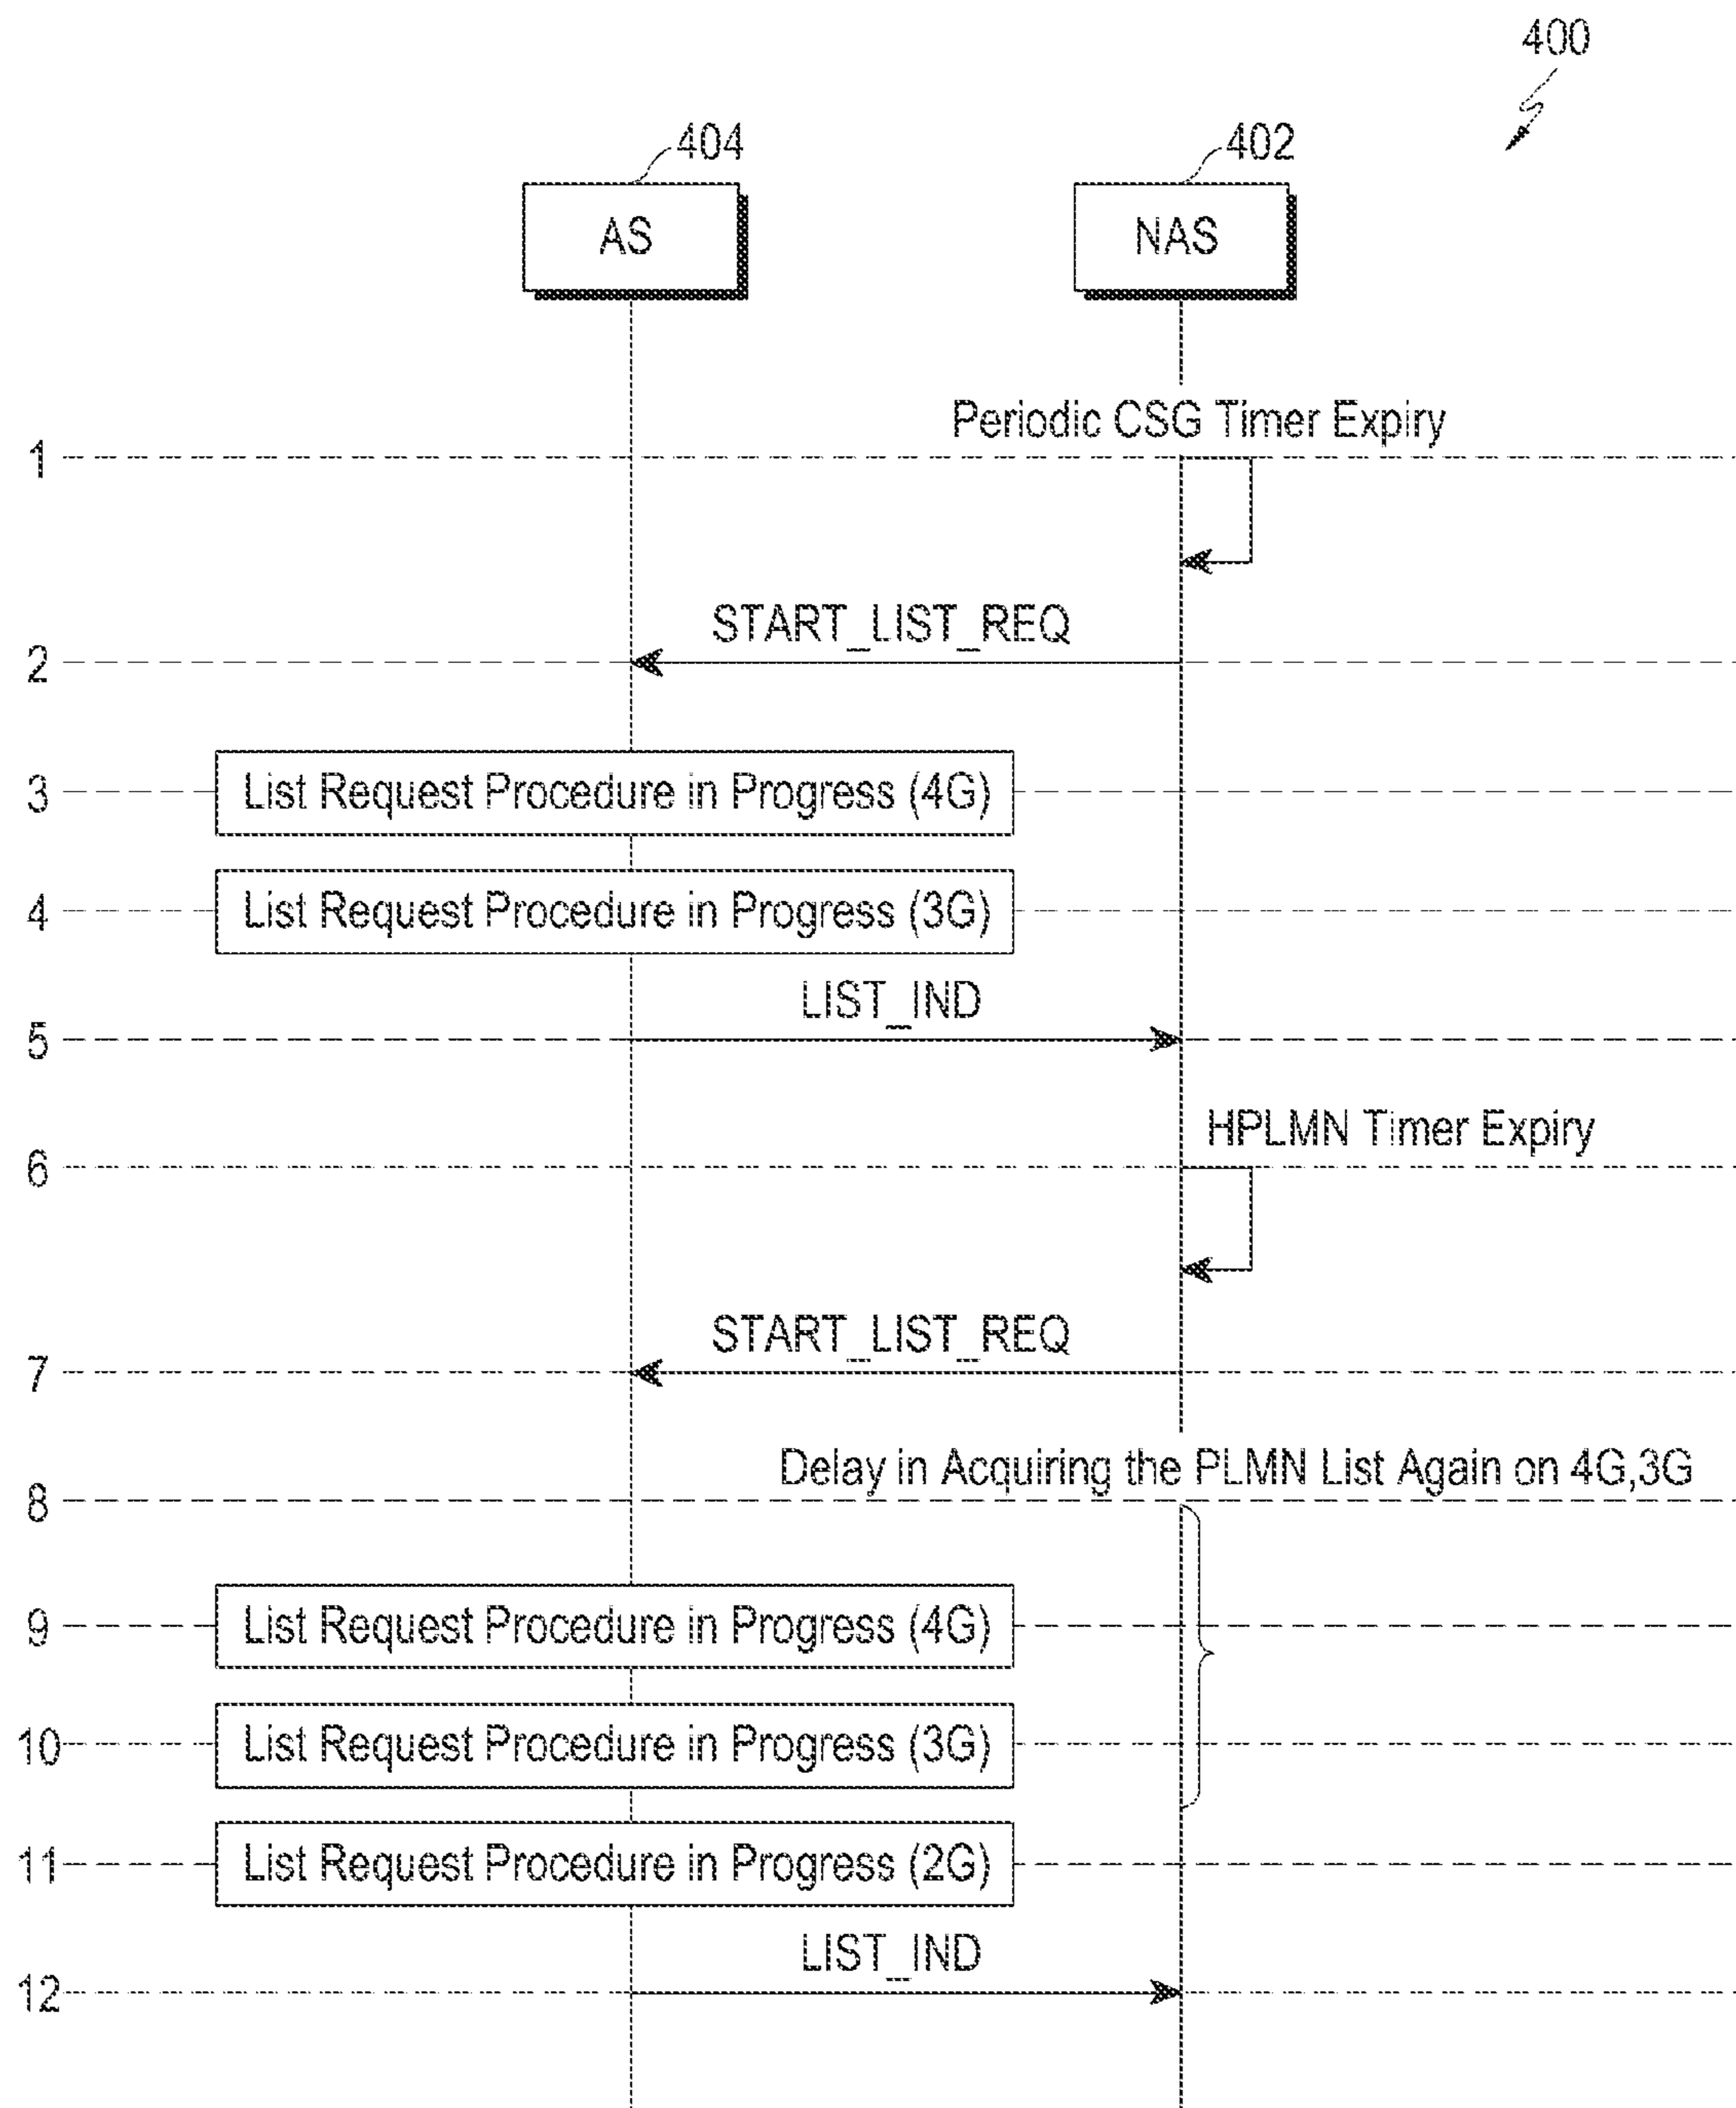 400
404
402
AS
NAS
Periodic CSG Timer Expiry
1
START_LIST_REQ
2
3 List Request Procedure in Progress (4G)
4 List Request Procedure in Progress (3G)
LIST_IND
5
HPLMN Timer Expiry
6
START_LIST_REQ
7
Delay in Acquiring the PLMN List Again on 4G,3G
8
9 List Request Procedure in Progress (4G)
10 List Request Procedure in Progress (3G)
11 List Request Procedure in Progress (2G)
LIST_IND
12